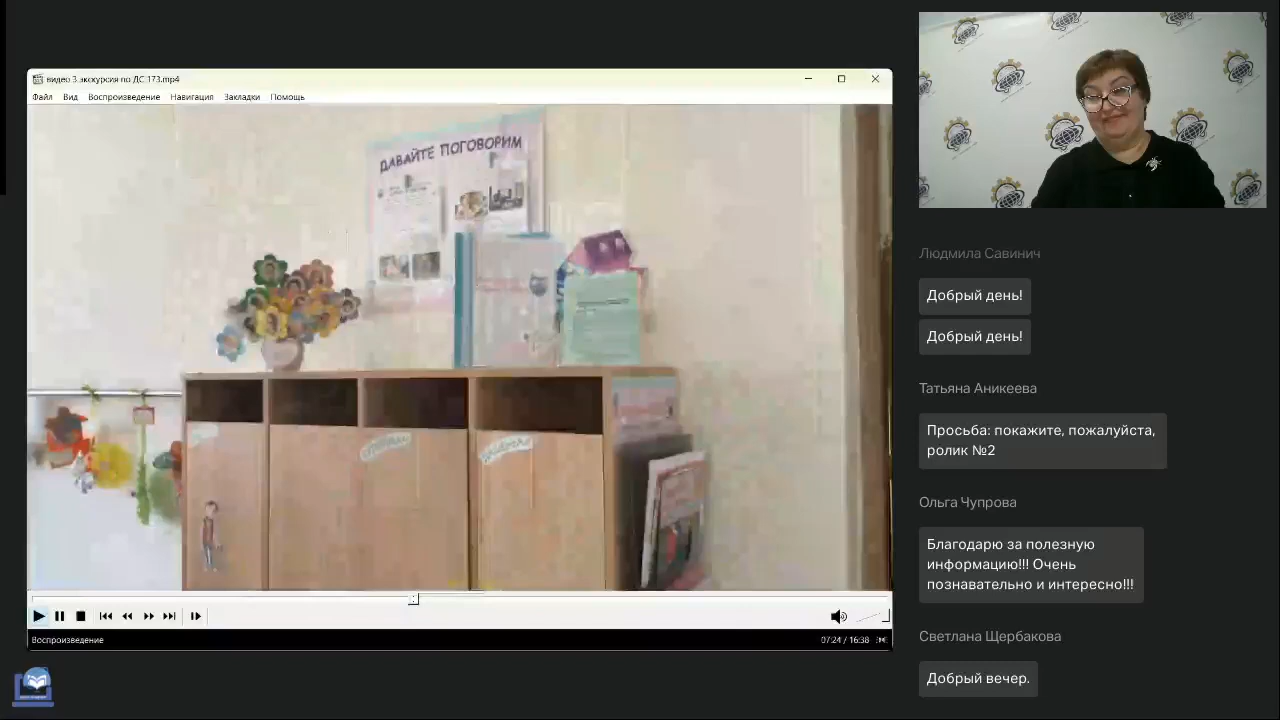 видео 3 экскурсия по ДС 173.mp4
Файл Вид Воспроизведение Навигация Закладки Помощь
ДАВАЙТЕ ПОГОВОРИМ
Воспроизведение
07:24 / 16:38
Людмила Савинич
Добрый день!
Добрый день!
Татьяна Аникеева
Просьба: покажите, пожалуйста,
ролик №2
Ольга Чупрова
Благодарю за полезную
информацию!!! Очень
познавательно и интересно!!!
Светлана Щербакова
Добрый вечер.